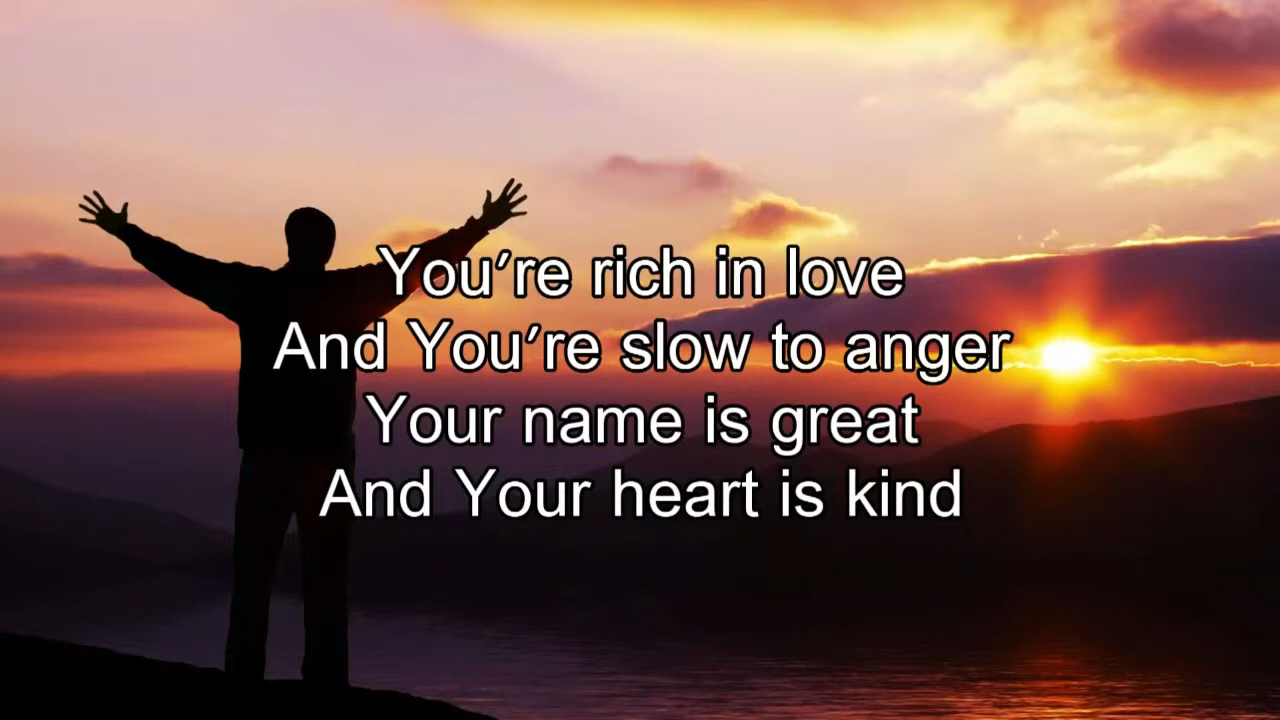 You're rich in love
And You're slow to anger
Your name is great
And Your heart is kind